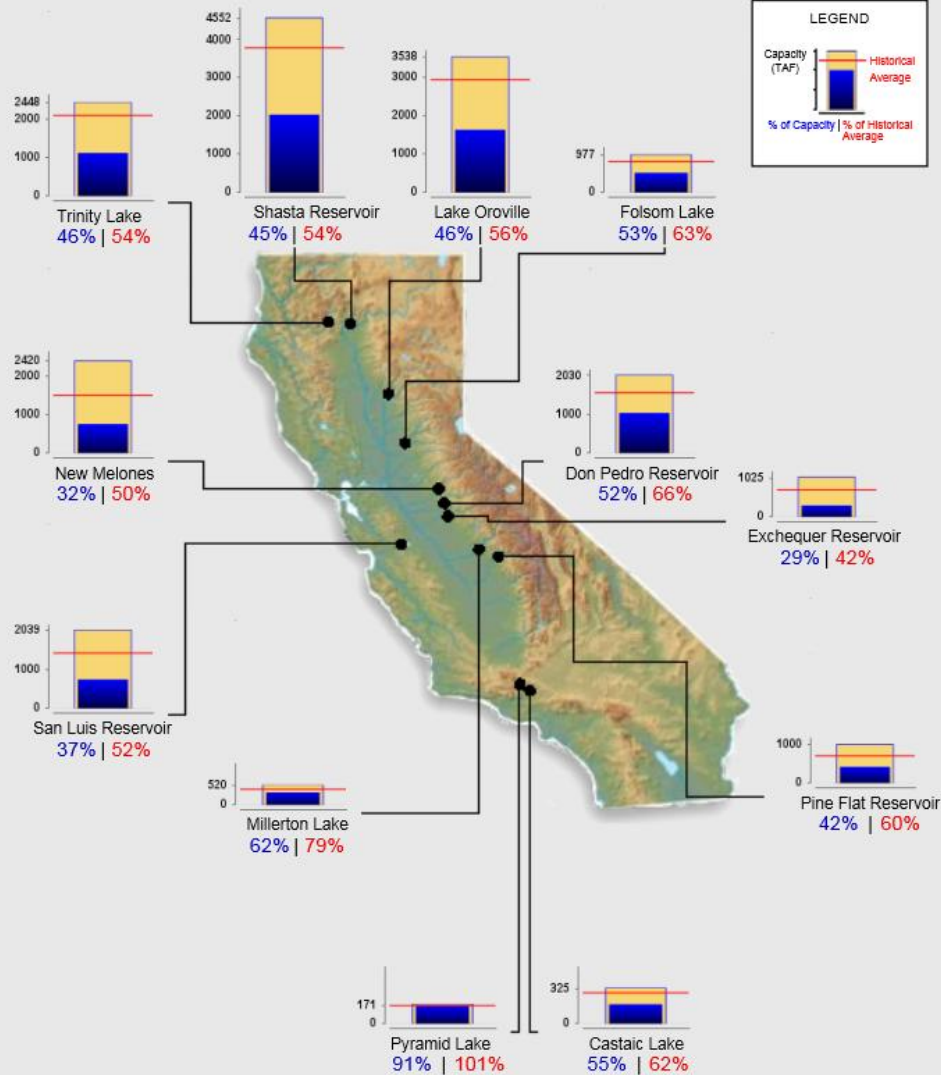 4552
4000
3000
2000
1000
0
Shasta Reservoir
45% | 54%
3538
3000
2000
1000
0
Lake Oroville
46% | 56%
LEGEND
Capacity
(TAF)
Historical
Average
% of Capacity | % of Historical
Average
2448
2000
1000
0
Trinity Lake
46% | 54%
977
0
Folsom Lake
53% | 63%
2420
1000
0
New Melones
32% | 50%
2030
1000
0
Don Pedro Reservoir
52% | 66%
1025
0
Exchequer Reservoir
29% | 42%
2039
1000
0
San Luis Reservoir
37% | 52%
520
0
Millerton Lake
62% | 79%
1000
0
Pine Flat Reservoir
42% | 60%
171
0
Pyramid Lake
91% | 101%
325
0
Castaic Lake
55% | 62%